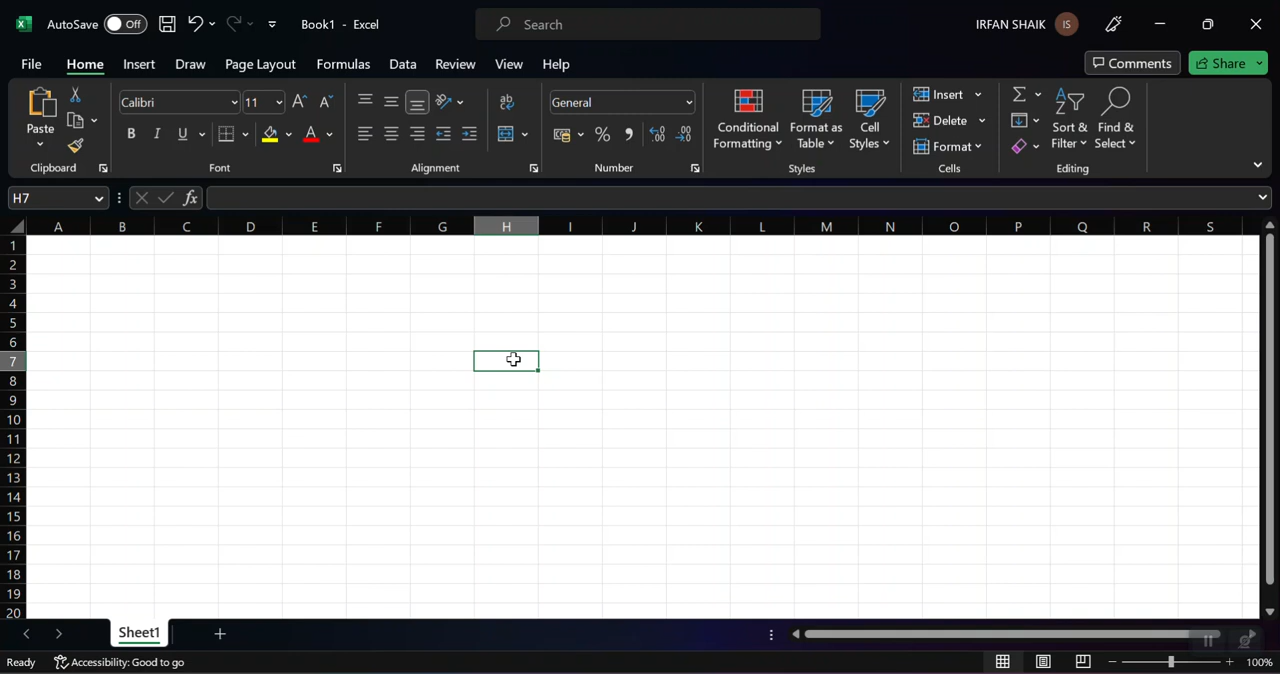 AutoSave Off Book1 - Excel Search IRFAN SHAIK IS
File Home Insert Draw Page Layout Formulas Data Review View Help Comments Share
Paste
Clipboard
Calibri 11
B I U A
Font
ab
Alignment
General
% 9
Number
Conditional Formatting
Format as Table
Cell Styles
Styles
Insert
Delete
Format
Cells
Sort & Filter
Find & Select
Editing
H7 fx
A B C D E F G H I J K L M N O P Q R S
1
2
3
4
5
6
7
8
9
10
11
12
13
14
15
16
17
18
19
20
Sheet1
Ready Accessibility: Good to go 100%